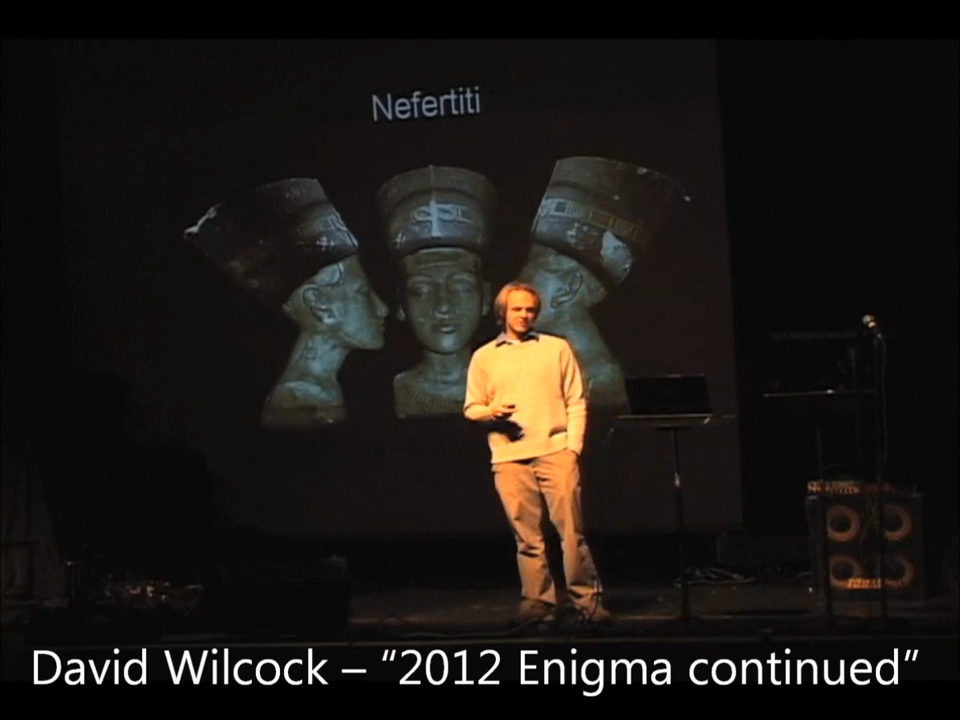 Nefertiti
David Wilcock – “2012 Enigma continued”